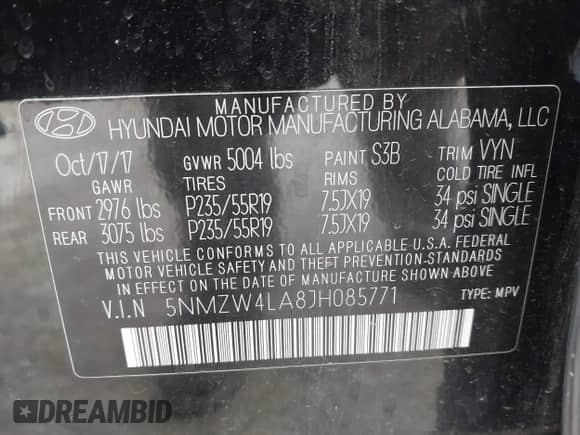 MANUFACTURED BY
HYUNDAI MOTOR MANUFACTURING ALABAMA, LLC
Oct/17/17 GVWR 5004 lbs PAINT S3B TRIM VYN
GAWR TIRES RIMS COLD TIRE INFL
FRONT 2976 lbs P235/55R19 7.5JX19 34 psi SINGLE
REAR 3075 lbs P235/55R19 7.5JX19 34 psi SINGLE
THIS VEHICLE CONFORMS TO ALL APPLICABLE U.S.A. FEDERAL
MOTOR VEHICLE SAFETY AND THEFT PREVENTION STANDARDS
IN EFFECT ON THE DATE OF MANUFACTURE SHOWN ABOVE.
V.I.N 5NMZW4LA8JH085771 TYPE: MPV
DREAMBID